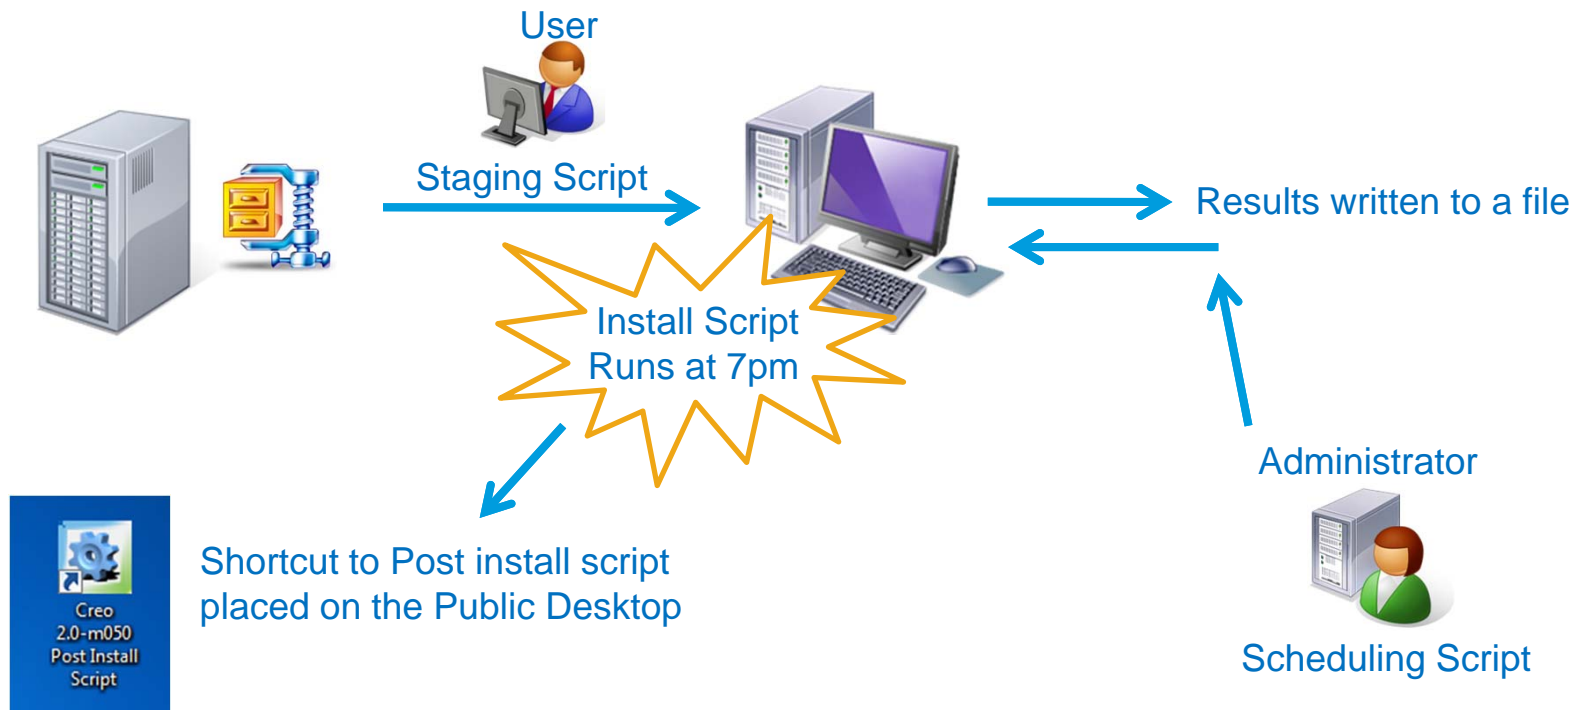 User
Staging Script
Results written to a file
Install Script
Runs at 7pm
Administrator
Shortcut to Post install script
placed on the Public Desktop
Creo
2.0-m050
Post Install
Script
Scheduling Script